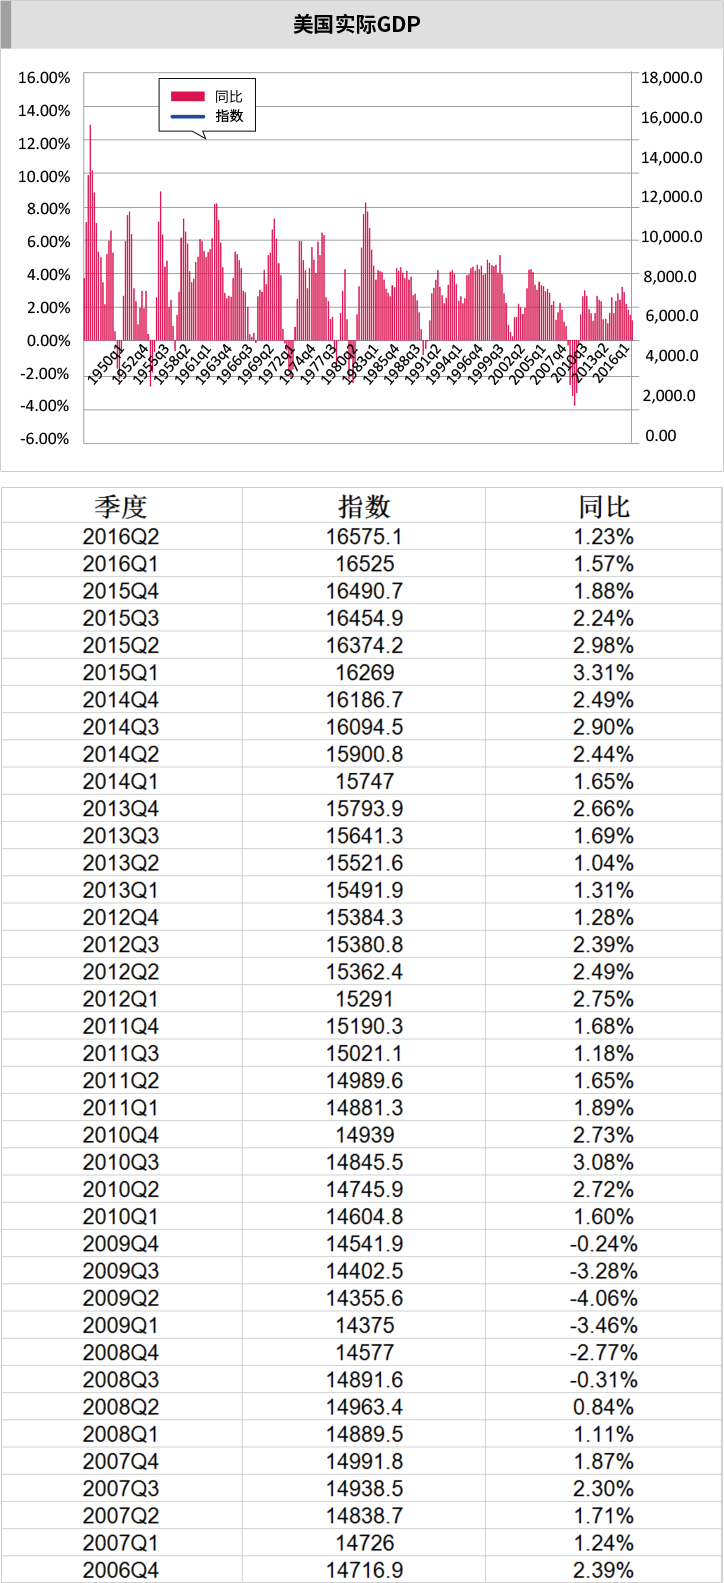 美国实际GDP
16.00%
14.00%
12.00%
10.00%
8.00%
6.00%
4.00%
2.00%
0.00%
-2.00%
-4.00%
-6.00%
同比
指数
18,000.0
16,000.0
14,000.0
12,000.0
10,000.0
8,000.0
6,000.0
4,000.0
2,000.0
0.00
1950q1 1952q4 1955q3 1958q2 1961q1 1963q4 1966q3 1969q2 1972q1 1974q4 1977q3 1980q2 1983q1 1985q4 1988q3 1991q2 1994q1 1996q4 1999q3 2002q2 2005q1 2007q4 2010q3 2013q2 2016q1
季度 指数 同比
2016Q2 16575.1 1.23%
2016Q1 16525 1.57%
2015Q4 16490.7 1.88%
2015Q3 16454.9 2.24%
2015Q2 16374.2 2.98%
2015Q1 16269 3.31%
2014Q4 16186.7 2.49%
2014Q3 16094.5 2.90%
2014Q2 15900.8 2.44%
2014Q1 15747 1.65%
2013Q4 15793.9 2.66%
2013Q3 15641.3 1.69%
2013Q2 15521.6 1.04%
2013Q1 15491.9 1.31%
2012Q4 15384.3 1.28%
2012Q3 15380.8 2.39%
2012Q2 15362.4 2.49%
2012Q1 15291 2.75%
2011Q4 15190.3 1.68%
2011Q3 15021.1 1.18%
2011Q2 14989.6 1.65%
2011Q1 14881.3 1.89%
2010Q4 14939 2.73%
2010Q3 14845.5 3.08%
2010Q2 14745.9 2.72%
2010Q1 14604.8 1.60%
2009Q4 14541.9 -0.24%
2009Q3 14402.5 -3.28%
2009Q2 14355.6 -4.06%
2009Q1 14375 -3.46%
2008Q4 14577 -2.77%
2008Q3 14891.6 -0.31%
2008Q2 14963.4 0.84%
2008Q1 14889.5 1.11%
2007Q4 14991.8 1.87%
2007Q3 14938.5 2.30%
2007Q2 14838.7 1.71%
2007Q1 14726 1.24%
2006Q4 14716.9 2.39%